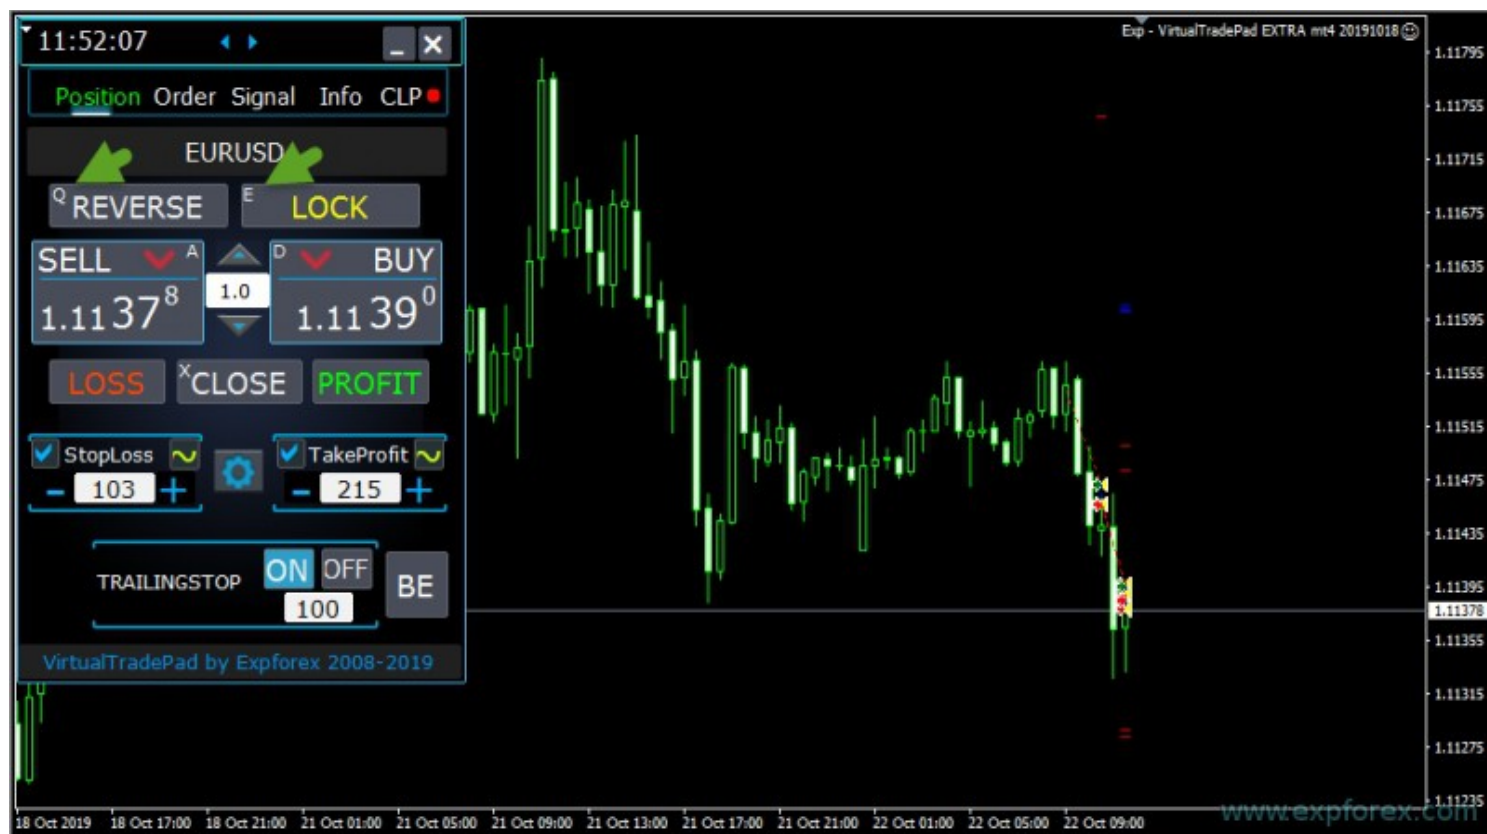 11:52:07
Exp - VirtualTradePad EXTRA mt4 20191018
Position Order Signal Info CLP
EURUSD
Q REVERSE E LOCK
SELL A D BUY
1.11378 1.0 1.11390
LOSS X CLOSE PROFIT
StopLoss TakeProfit
- 103 + - 215 +
TRAILINGSTOP ON OFF BE
100
VirtualTradePad by Expforex 2008-2019
1.11795
1.11755
1.11715
1.11675
1.11635
1.11595
1.11555
1.11515
1.11475
1.11435
1.11395
1.11378
1.11355
1.11315
1.11275
1.11235
www.expforex.com
18 Oct 2019 18 Oct 17:00 18 Oct 21:00 21 Oct 01:00 21 Oct 05:00 21 Oct 09:00 21 Oct 13:00 21 Oct 17:00 21 Oct 21:00 22 Oct 01:00 22 Oct 05:00 22 Oct 09:00